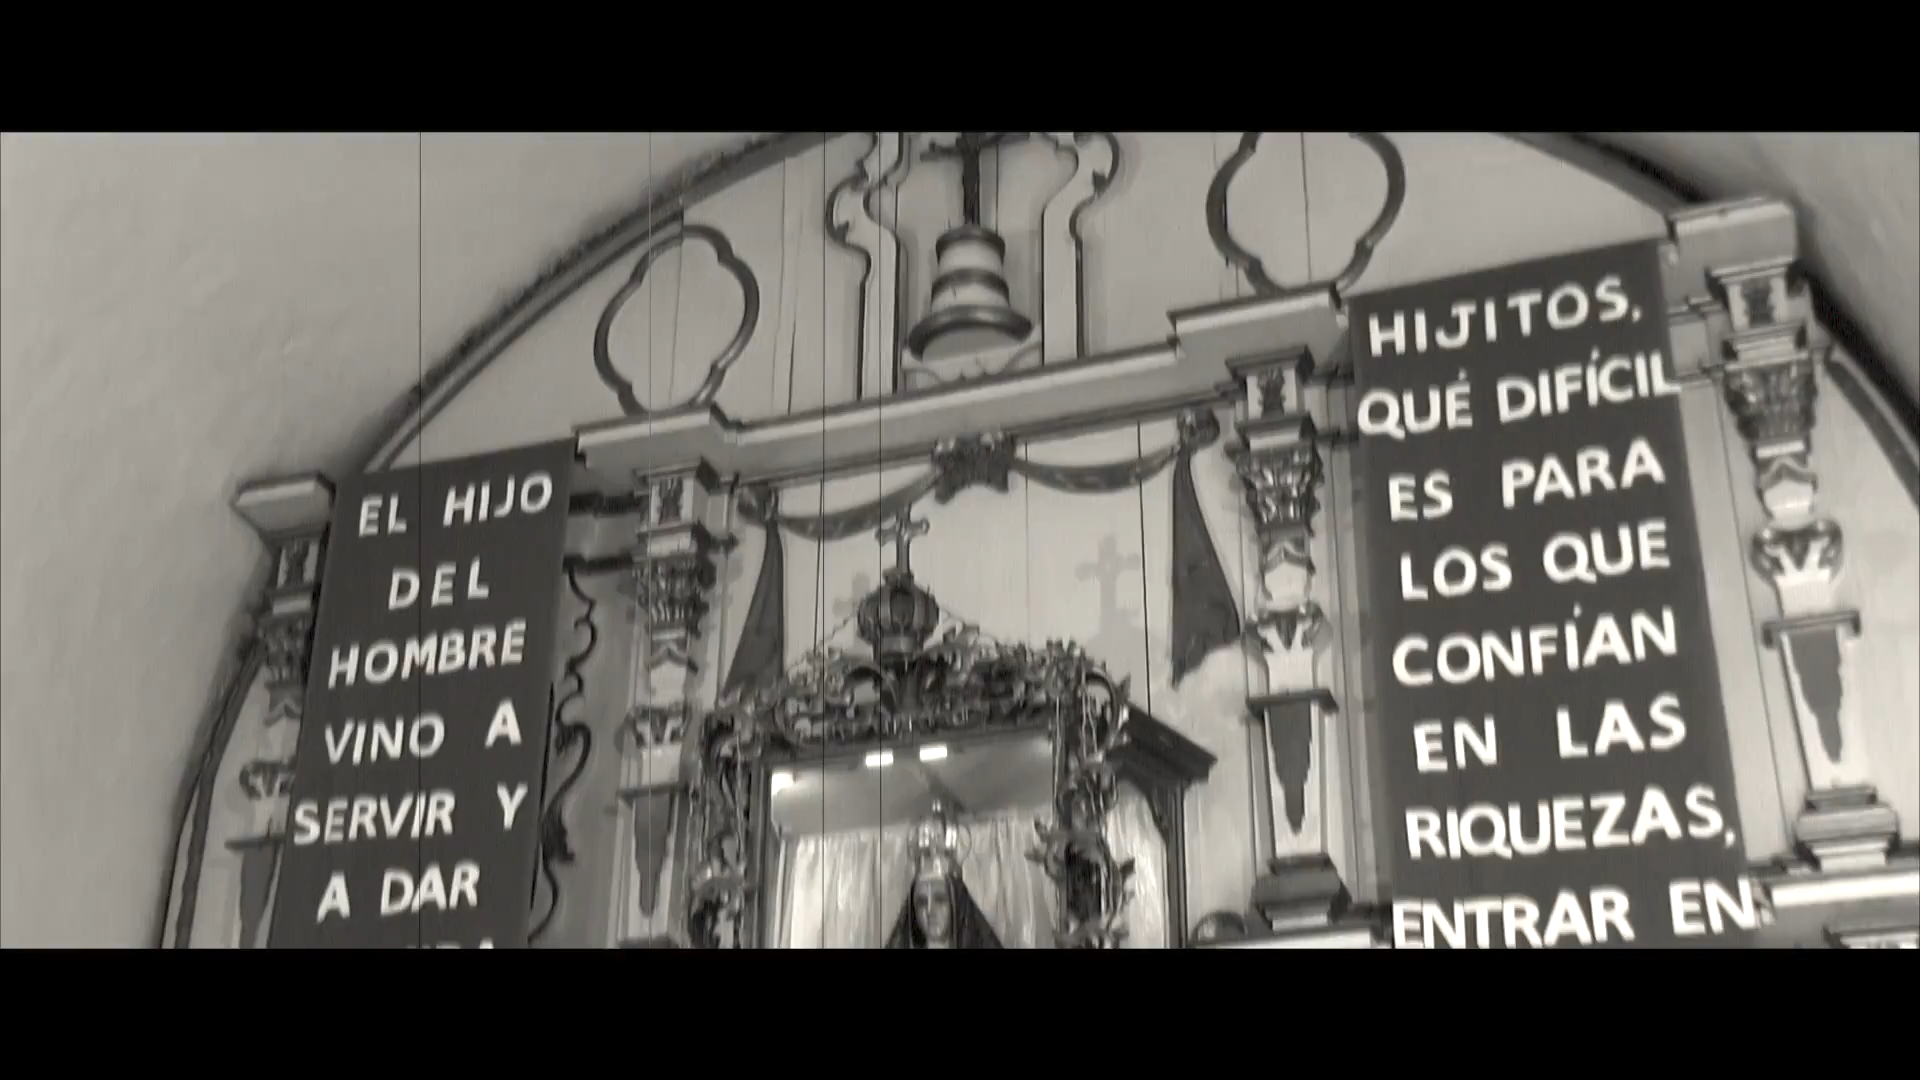 EL HIJO
DEL
HOMBRE
VINO A
SERVIR Y
A DAR
HIJITOS,
QUÉ DIFÍCIL
ES PARA
LOS QUE
CONFÍAN
EN LAS
RIQUEZAS,
ENTRAR EN